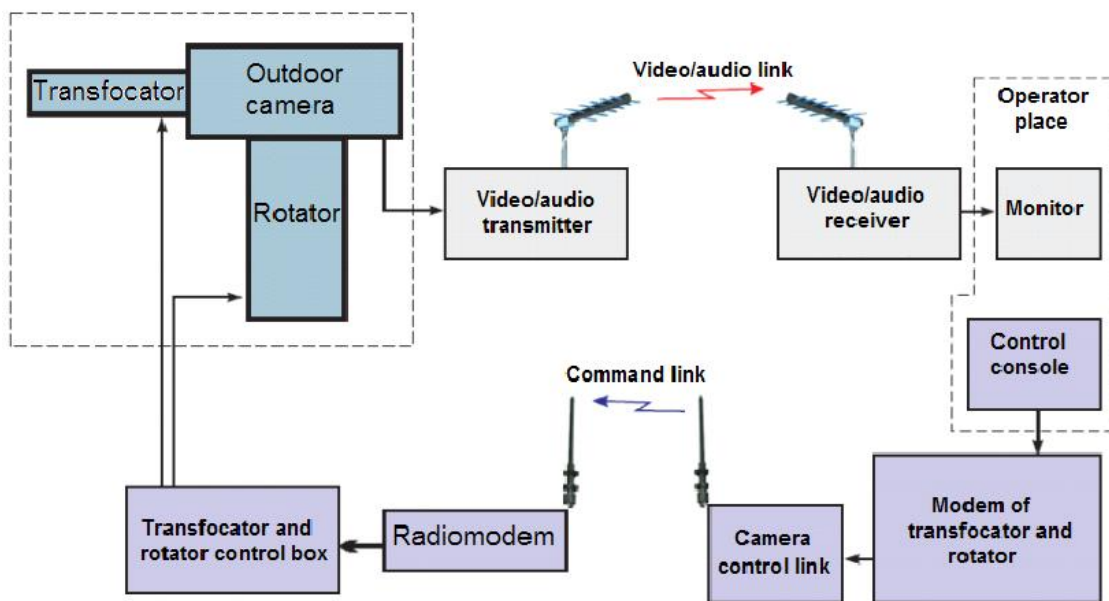 Transfocator
Outdoor
camera
Rotator
Video/audio link
Video/audio
transmitter
Video/audio
receiver
Operator
place
Monitor
Control
console
Command link
Transfocator and
rotator control box
Radiomodem
Camera
control link
Modem of
transfocator and
rotator